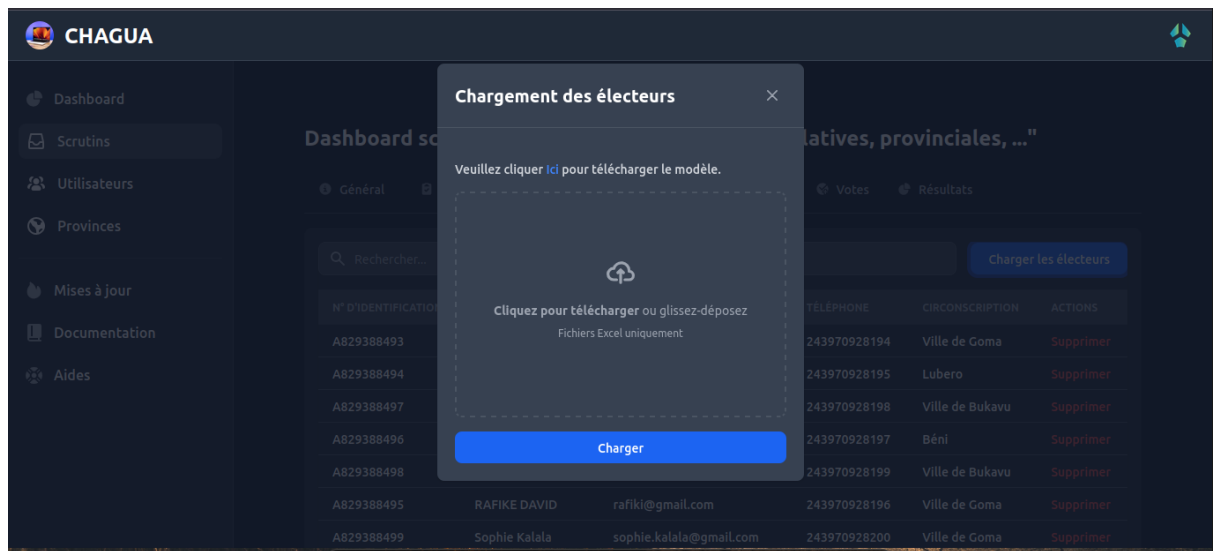 CHAGUA
Dashboard
Scrutins
Utilisateurs
Provinces
Mises à jour
Documentation
Aides
Chargement des électeurs
Veuillez cliquer Ici pour télécharger le modèle.
Cliquez pour télécharger ou glissez-déposez
Fichiers Excel uniquement
Charger
Dashboard sc latives, provinciales, ..."
Général Votes Résultats
Rechercher... Charger les électeurs
N° D'IDENTIFICATION TÉLÉPHONE CIRCONSCRIPTION ACTIONS
A829388493 243970928194 Ville de Goma Supprimer
A829388494 243970928195 Lubero Supprimer
A829388497 243970928198 Ville de Bukavu Supprimer
A829388496 243970928197 Béni Supprimer
A829388498 243970928199 Ville de Bukavu Supprimer
A829388495 RAFIKE DAVID rafiki@gmail.com 243970928196 Ville de Goma Supprimer
A829388499 Sophie Kalala sophie.kalala@gmail.com 243970928200 Ville de Goma Supprimer